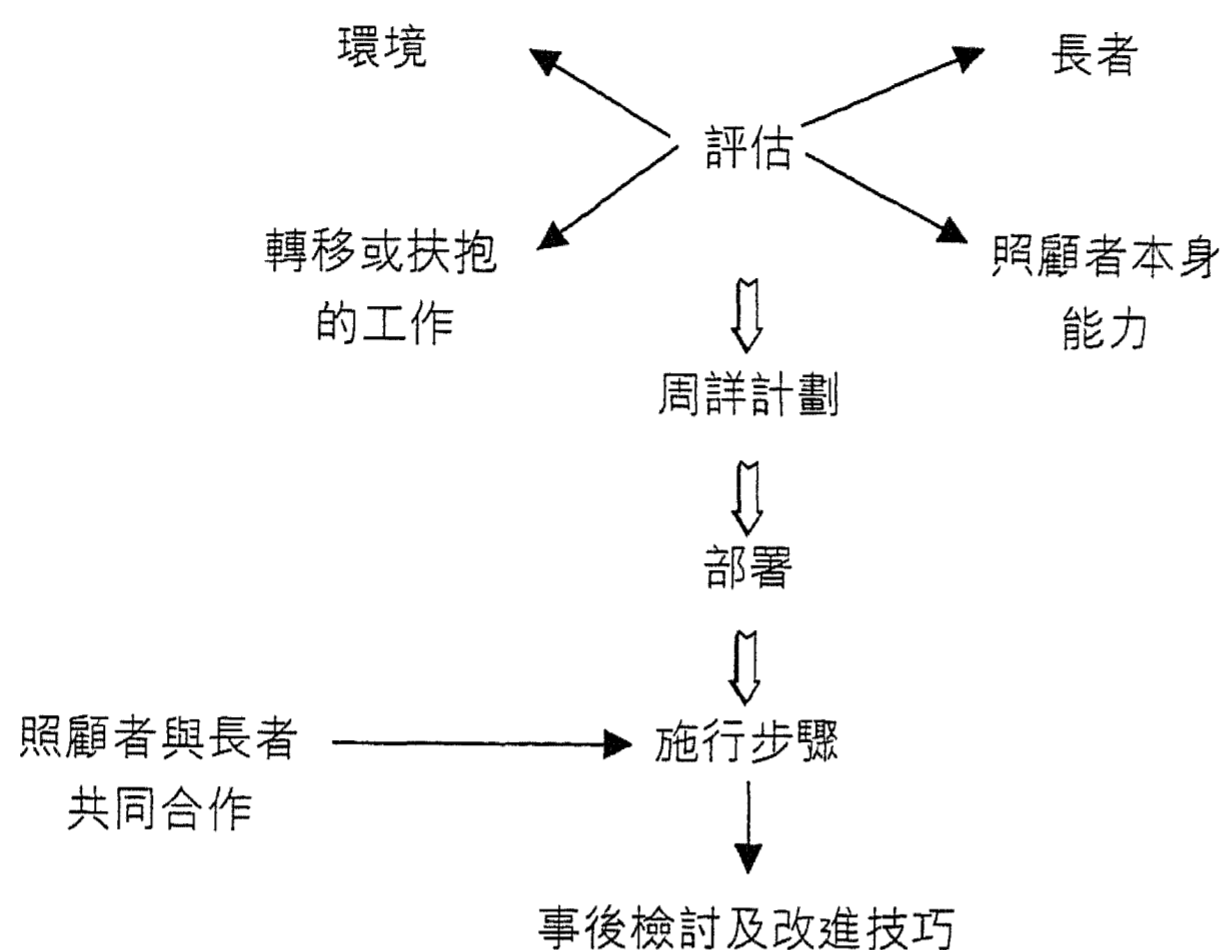 環境
長者
評估
轉移或扶抱
的工作
照顧者本身
能力
周詳計劃
部署
照顧者與長者
共同合作
施行步驟
事後檢討及改進技巧